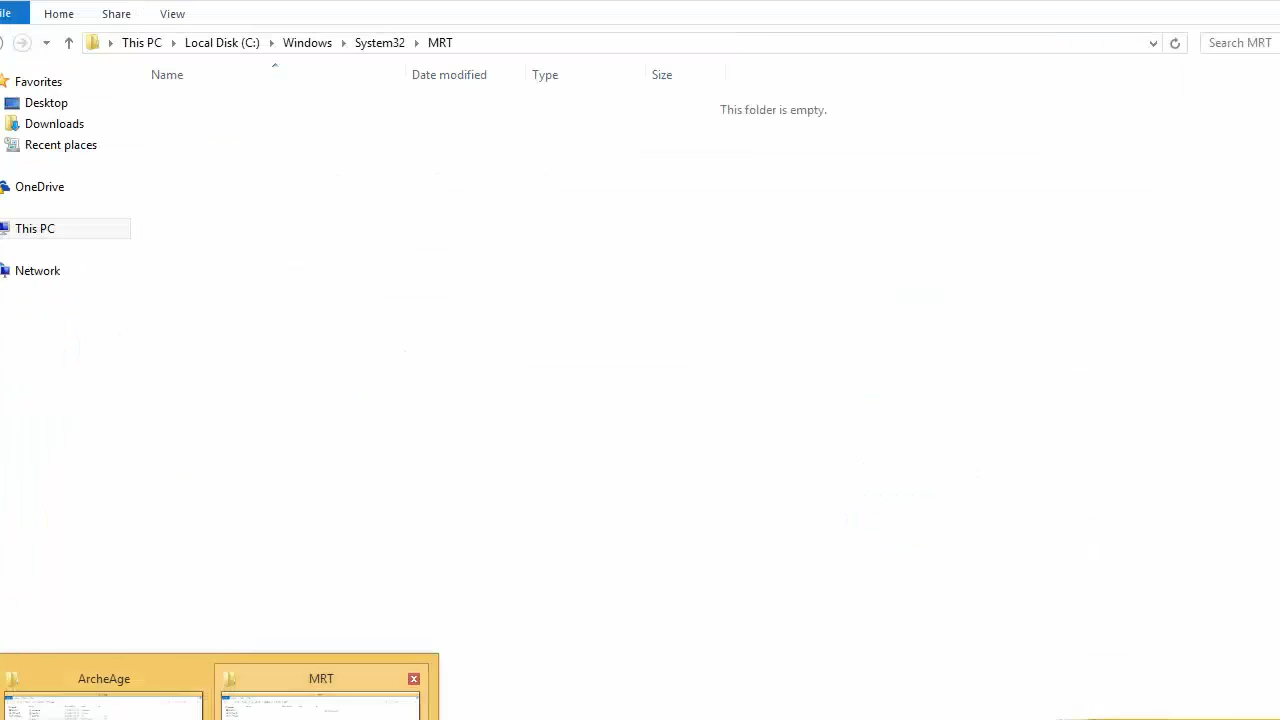 ile Home Share View
This PC Local Disk (C:) Windows System32 MRT Search MRT
Name Date modified Type Size
This folder is empty.
Favorites
Desktop
Downloads
Recent places
OneDrive
This PC
Network
ArcheAge MRT